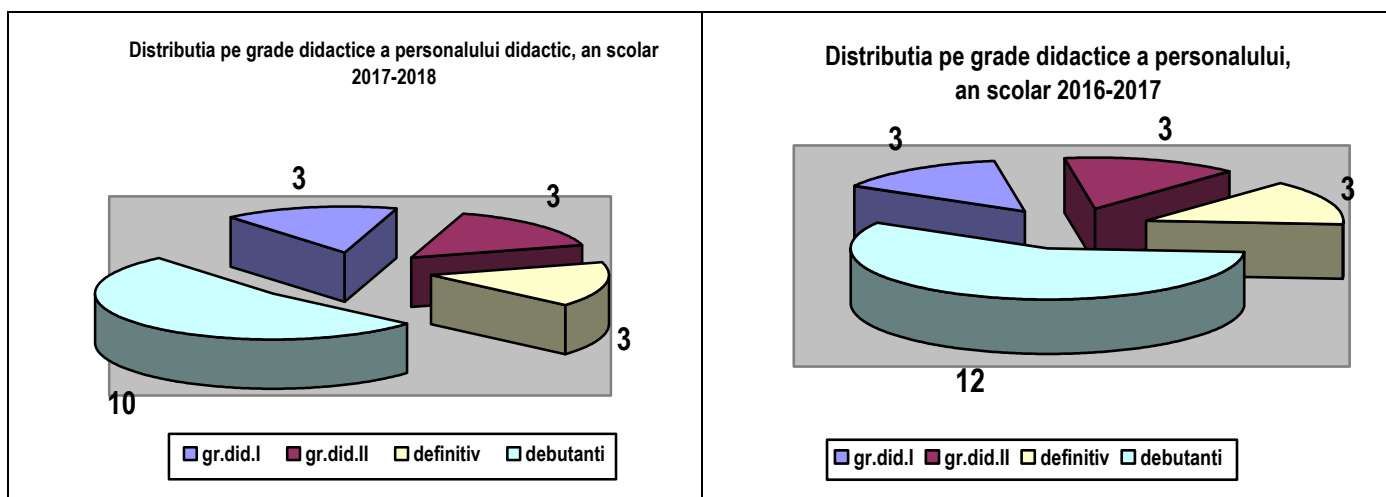 Distributia pe grade didactice a personalului didactic, an scolar
2017-2018
3
3
3
10
gr.did.I gr.did.II definitiv debutanti
Distributia pe grade didactice a personalului,
an scolar 2016-2017
3
3
3
12
gr.did.I gr.did.II definitiv debutanti